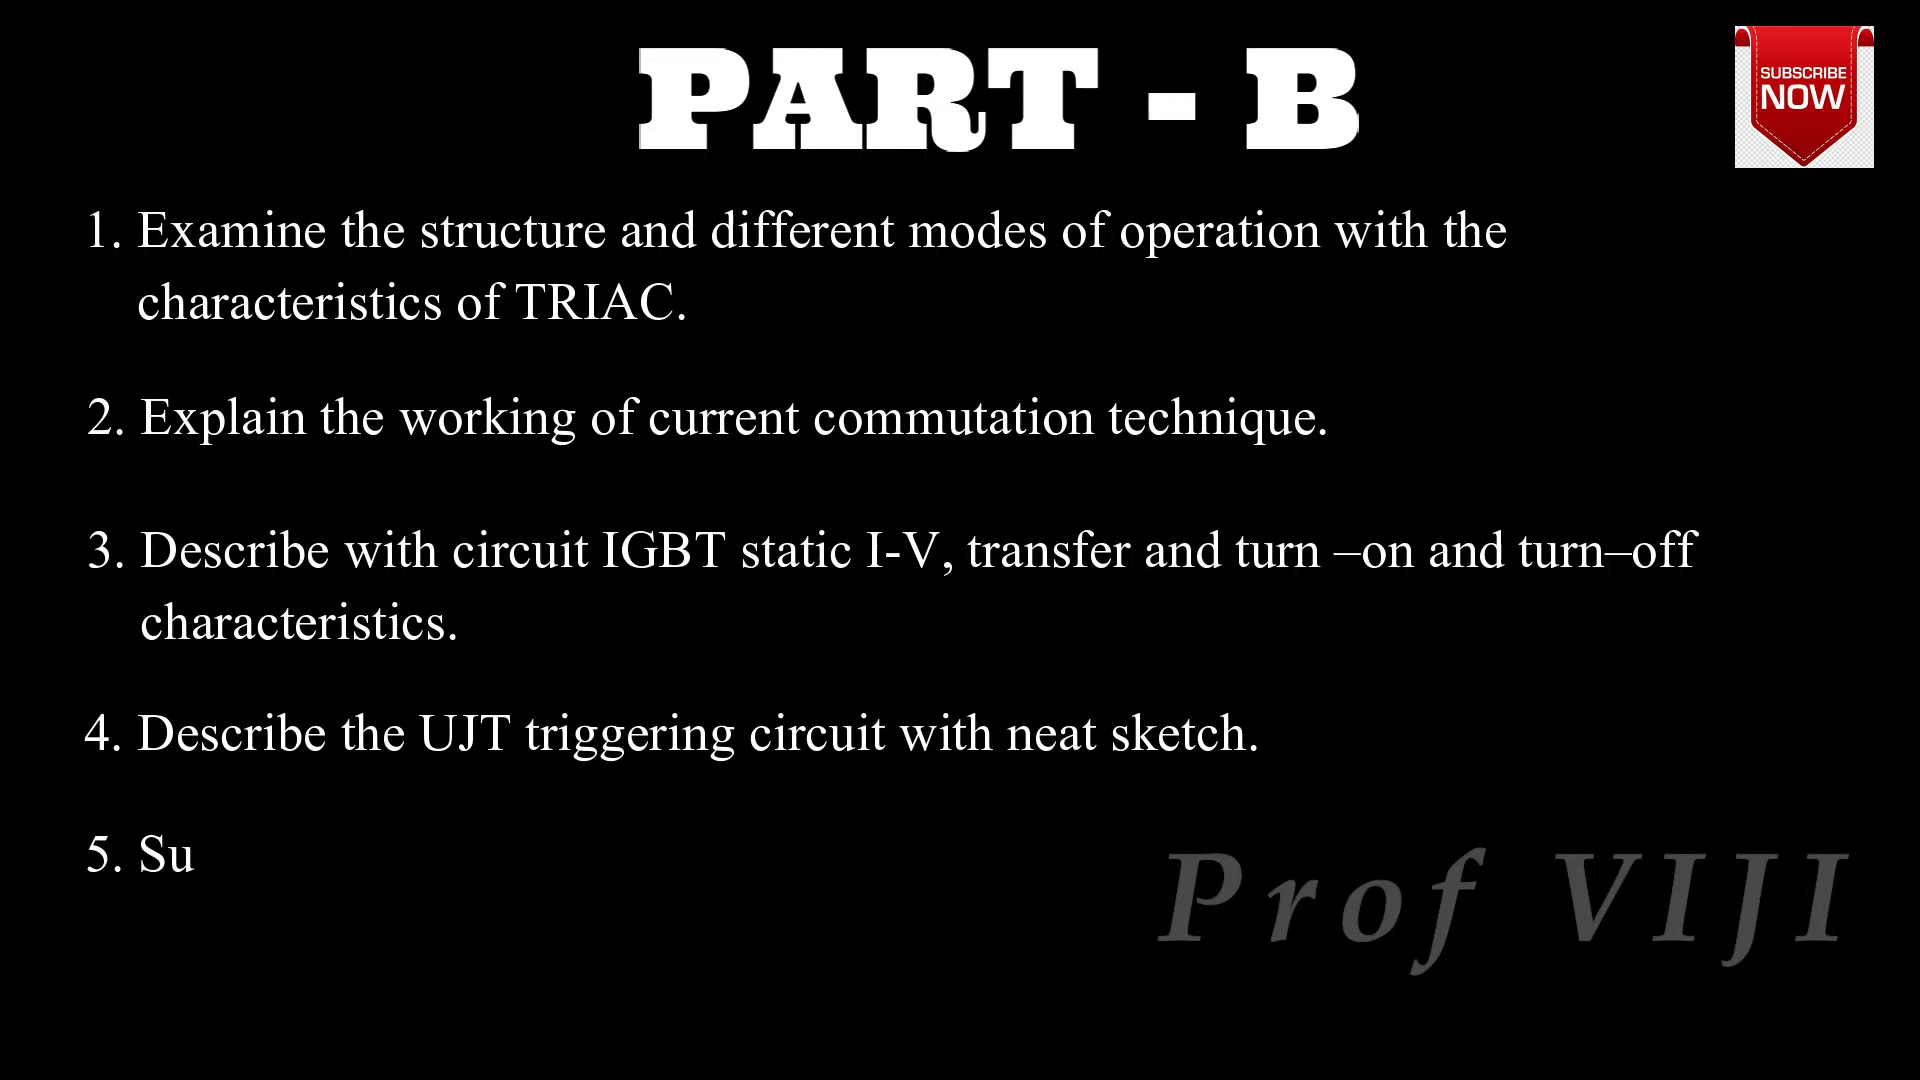 PART - B
SUBSCRIBE
NOW
1. Examine the structure and different modes of operation with the
characteristics of TRIAC.
2. Explain the working of current commutation technique.
3. Describe with circuit IGBT static I-V, transfer and turn –on and turn–off
characteristics.
4. Describe the UJT triggering circuit with neat sketch.
5. Su
Prof VIJI